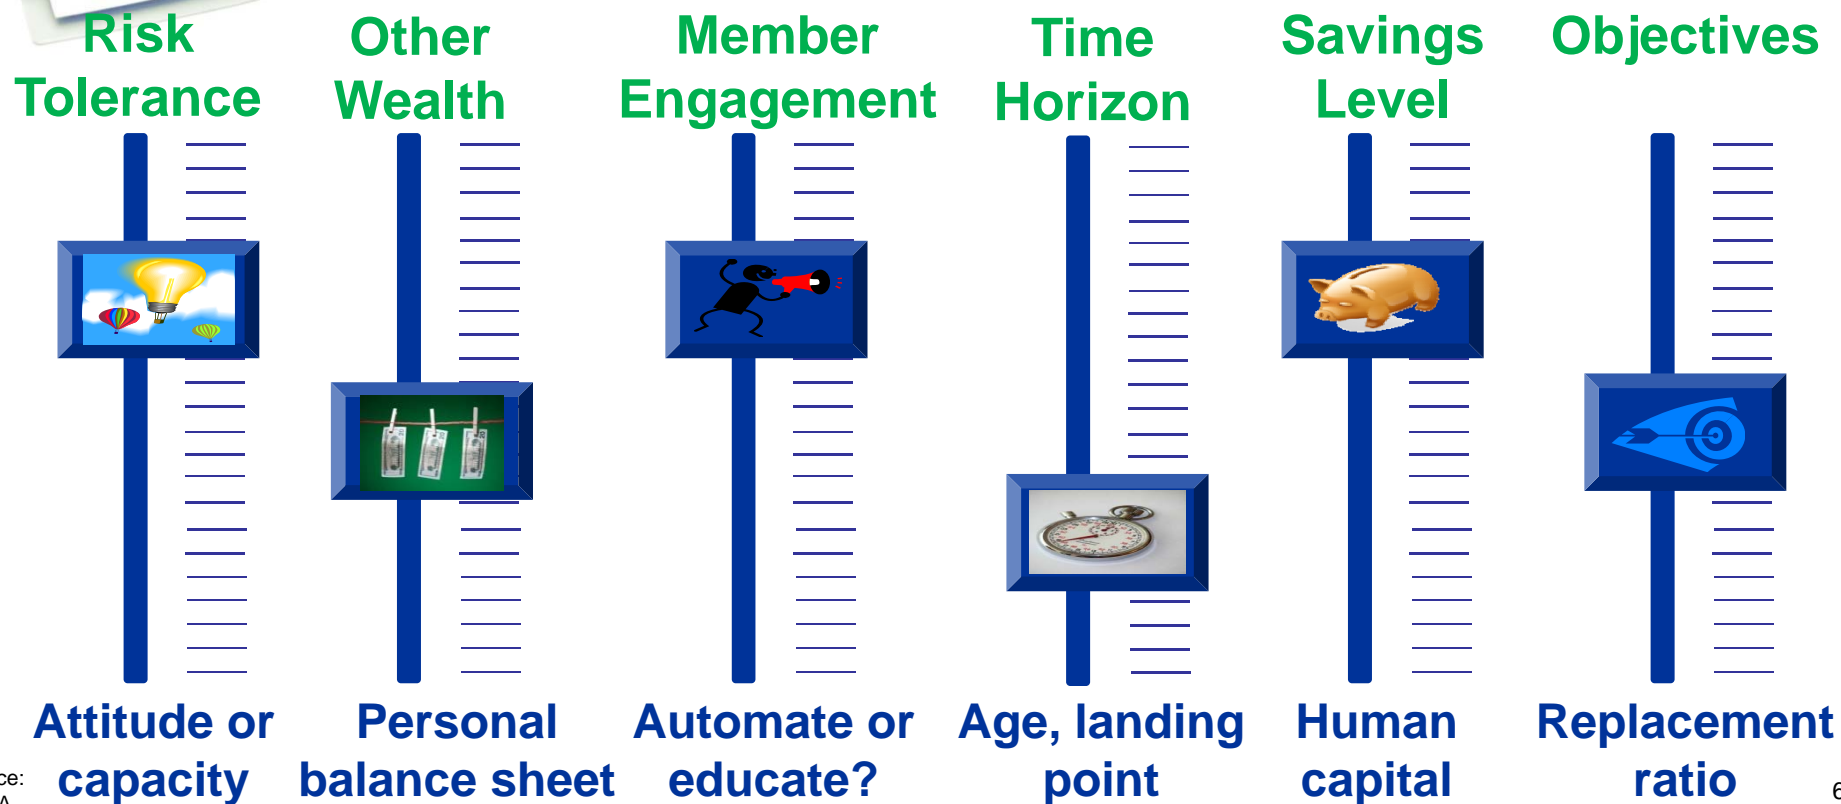 Risk
Tolerance
Other
Wealth
Member
Engagement
Time
Horizon
Savings
Level
Objectives
Attitude or
capacity
Personal
balance sheet
Automate or
educate?
Age, landing
point
Human
capital
Replacement
ratio